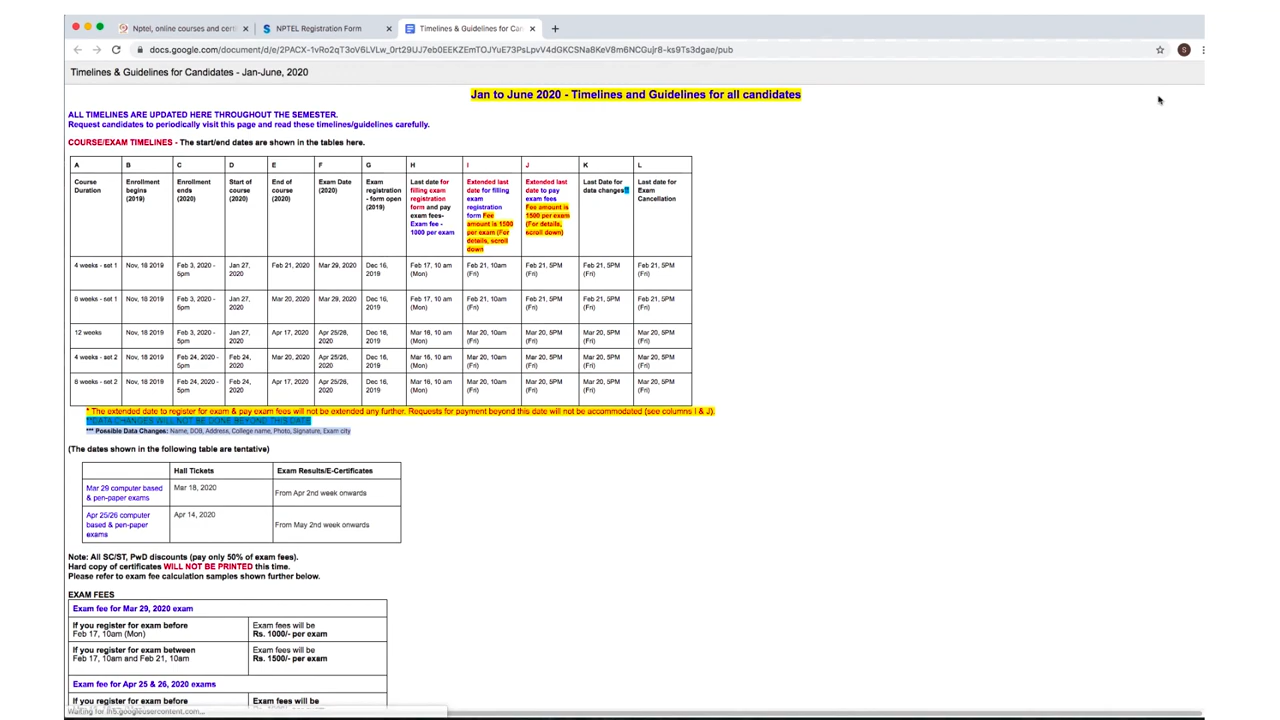 Nptel, online courses and certi
NPTEL Registration Form
Timelines & Guidelines for Can
docs.google.com/document/d/e/2PACX-1vRo2qT3oV6LVLw_0rt29UJ7eb0EEKZEmTOJYuE73PsLpvV4dGKCSNa8KeV8m6NCGujr8-ks9Ts3dgae/pub
S
Timelines & Guidelines for Candidates - Jan-June, 2020
Jan to June 2020 - Timelines and Guidelines for all candidates
ALL TIMELINES ARE UPDATED HERE THROUGHOUT THE SEMESTER.
Request candidates to periodically visit this page and read these timelines/guidelines carefully.
COURSE/EXAM TIMELINES - The start/end dates are shown in the tables here.
A B C D E F G H I J K L
Course Duration
Enrollment begins (2019)
Enrollment ends (2020)
Start of course (2020)
End of course (2020)
Exam Date (2020)
Exam registration - form open (2019)
Last date for filling exam registration form and pay exam fees- Exam fee - 1000 per exam
Extended last date for filling exam registration form Fee amount is 1500 per exam (For details, scroll down
Extended last date to pay exam fees Fee amount is 1500 per exam (For details, scroll down)
Last Date for data changes
Last date for Exam Cancellation
4 weeks - set 1 Nov, 18 2019 Feb 3, 2020 - 5pm Jan 27, 2020 Feb 21, 2020 Mar 29, 2020 Dec 16, 2019 Feb 17, 10 am (Mon) Feb 21, 10am (Fri) Feb 21, 5PM (Fri) Feb 21, 5PM (Fri) Feb 21, 5PM (Fri)
8 weeks - set 1 Nov, 18 2019 Feb 3, 2020 - 5pm Jan 27, 2020 Mar 20, 2020 Mar 29, 2020 Dec 16, 2019 Feb 17, 10 am (Mon) Feb 21, 10am (Fri) Feb 21, 5PM (Fri) Feb 21, 5PM (Fri) Feb 21, 5PM (Fri)
12 weeks Nov, 18 2019 Feb 3, 2020 - 5pm Jan 27, 2020 Apr 17, 2020 Apr 25/26, 2020 Dec 16, 2019 Mar 16, 10 am (Mon) Mar 20, 10am (Fri) Mar 20, 5PM (Fri) Mar 20, 5PM (Fri) Mar 20, 5PM (Fri)
4 weeks - set 2 Nov, 18 2019 Feb 24, 2020 - 5pm Feb 24, 2020 Mar 20, 2020 Apr 25/26, 2020 Dec 16, 2019 Mar 16, 10 am (Mon) Mar 20, 10am (Fri) Mar 20, 5PM (Fri) Mar 20, 5PM (Fri) Mar 20, 5PM (Fri)
8 weeks - set 2 Nov, 18 2019 Feb 24, 2020 - 5pm Feb 24, 2020 Apr 17, 2020 Apr 25/26, 2020 Dec 16, 2019 Mar 16, 10 am (Mon) Mar 20, 10am (Fri) Mar 20, 5PM (Fri) Mar 20, 5PM (Fri) Mar 20, 5PM (Fri)
* The extended date to register for exam & pay exam fees will not be extended any further. Requests for payment beyond this date will not be accommodated (see columns I & J).
**DATA CHANGES WILL NOT BE DONE BEYOND THIS DATE
*** Possible Data Changes: Name, DOB, Address, College name, Photo, Signature, Exam city
(The dates shown in the following table are tentative)
Hall Tickets Exam Results/E-Certificates
Mar 29 computer based & pen-paper exams Mar 18, 2020 From Apr 2nd week onwards
Apr 25/26 computer based & pen-paper exams Apr 14, 2020 From May 2nd week onwards
Note: All SC/ST, PwD discounts (pay only 50% of exam fees).
Hard copy of certificates WILL NOT BE PRINTED this time.
Please refer to exam fee calculation samples shown further below.
EXAM FEES
Exam fee for Mar 29, 2020 exam
If you register for exam before Exam fees will be
Feb 17, 10am (Mon) Rs. 1000/- per exam
If you register for exam between Exam fees will be
Feb 17, 10am and Feb 21, 10am Rs. 1500/- per exam
Exam fee for Apr 25 & 26, 2020 exams
If you register for exam before Exam fees will be
Waiting for lh5.googleusercontent.com...